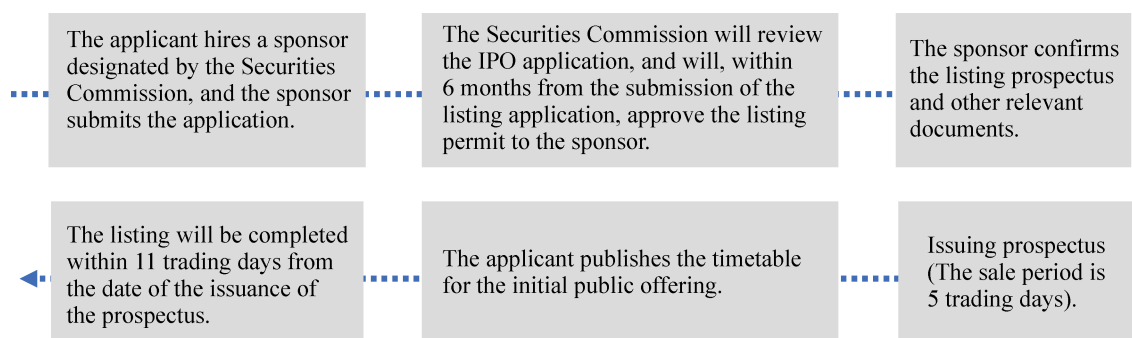 The applicant hires a sponsor
designated by the Securities
Commission, and the sponsor
submits the application.
The Securities Commission will review
the IPO application, and will, within
6 months from the submission of the
listing application, approve the listing
permit to the sponsor.
The sponsor confirms
the listing prospectus
and other relevant
documents.
Issuing prospectus
(The sale period is
5 trading days).
The applicant publishes the timetable
for the initial public offering.
The listing will be completed
within 11 trading days from
the date of the issuance of
the prospectus.